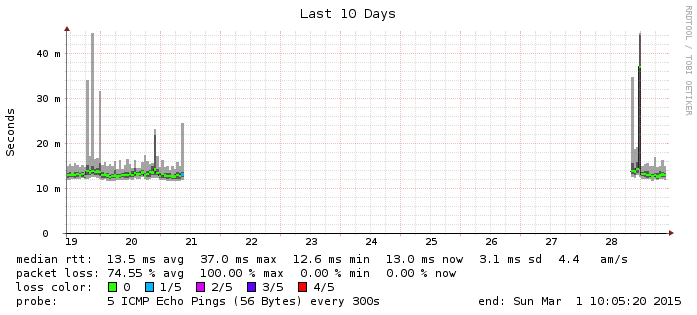 Last 10 Days
RRDTOOL / TOBI OETIKER
Seconds
40 m
30 m
20 m
10 m
0
19 20 21 22 23 24 25 26 27 28
median rtt: 13.5 ms avg 37.0 ms max 12.6 ms min 13.0 ms now 3.1 ms sd 4.4 am/s
packet loss: 74.55 % avg 100.00 % max 0.00 % min 0.00 % now
loss color: 0 1/5 2/5 3/5 4/5
probe: 5 ICMP Echo Pings (56 Bytes) every 300s end: Sun Mar 1 10:05:20 2015